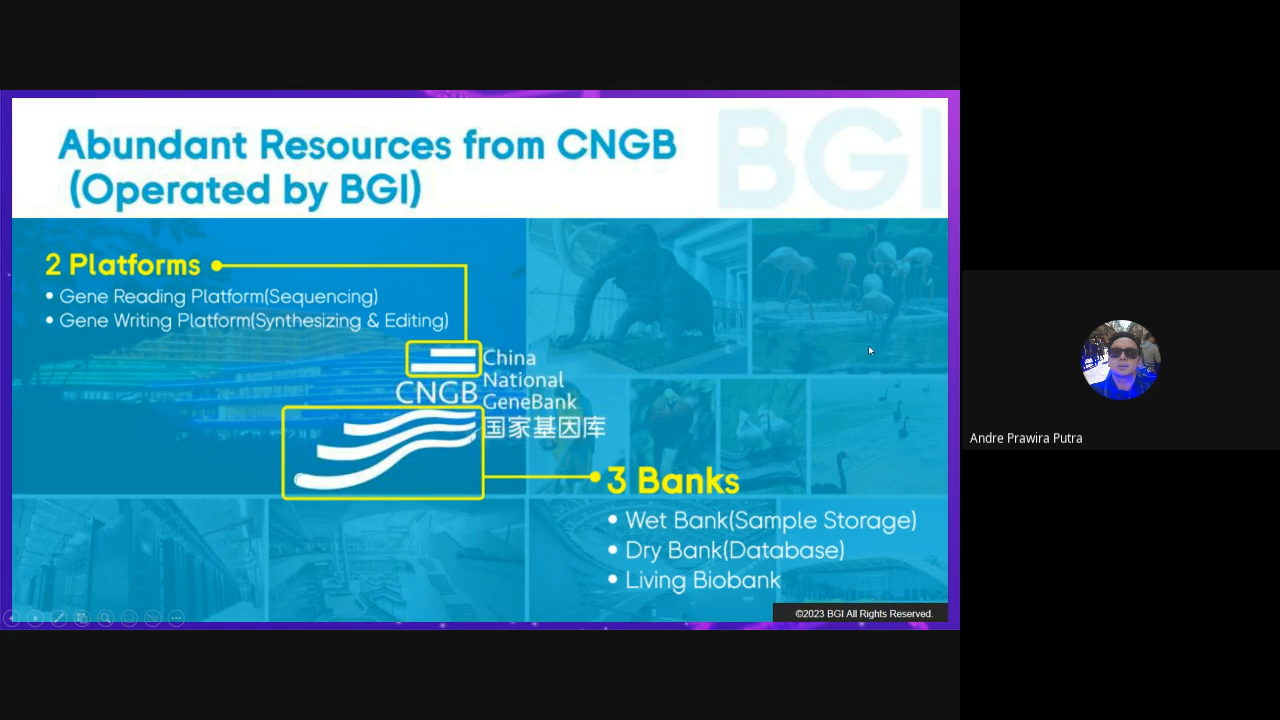 Abundant Resources from CNGB
(Operated by BGI)
BGI
2 Platforms
• Gene Reading Platform(Sequencing)
• Gene Writing Platform(Synthesizing & Editing)
CNGB
China
National
GeneBank
国家基因库
3 Banks
• Wet Bank(Sample Storage)
• Dry Bank(Database)
• Living Biobank
©2023 BGI All Rights Reserved.
Andre Prawira Putra